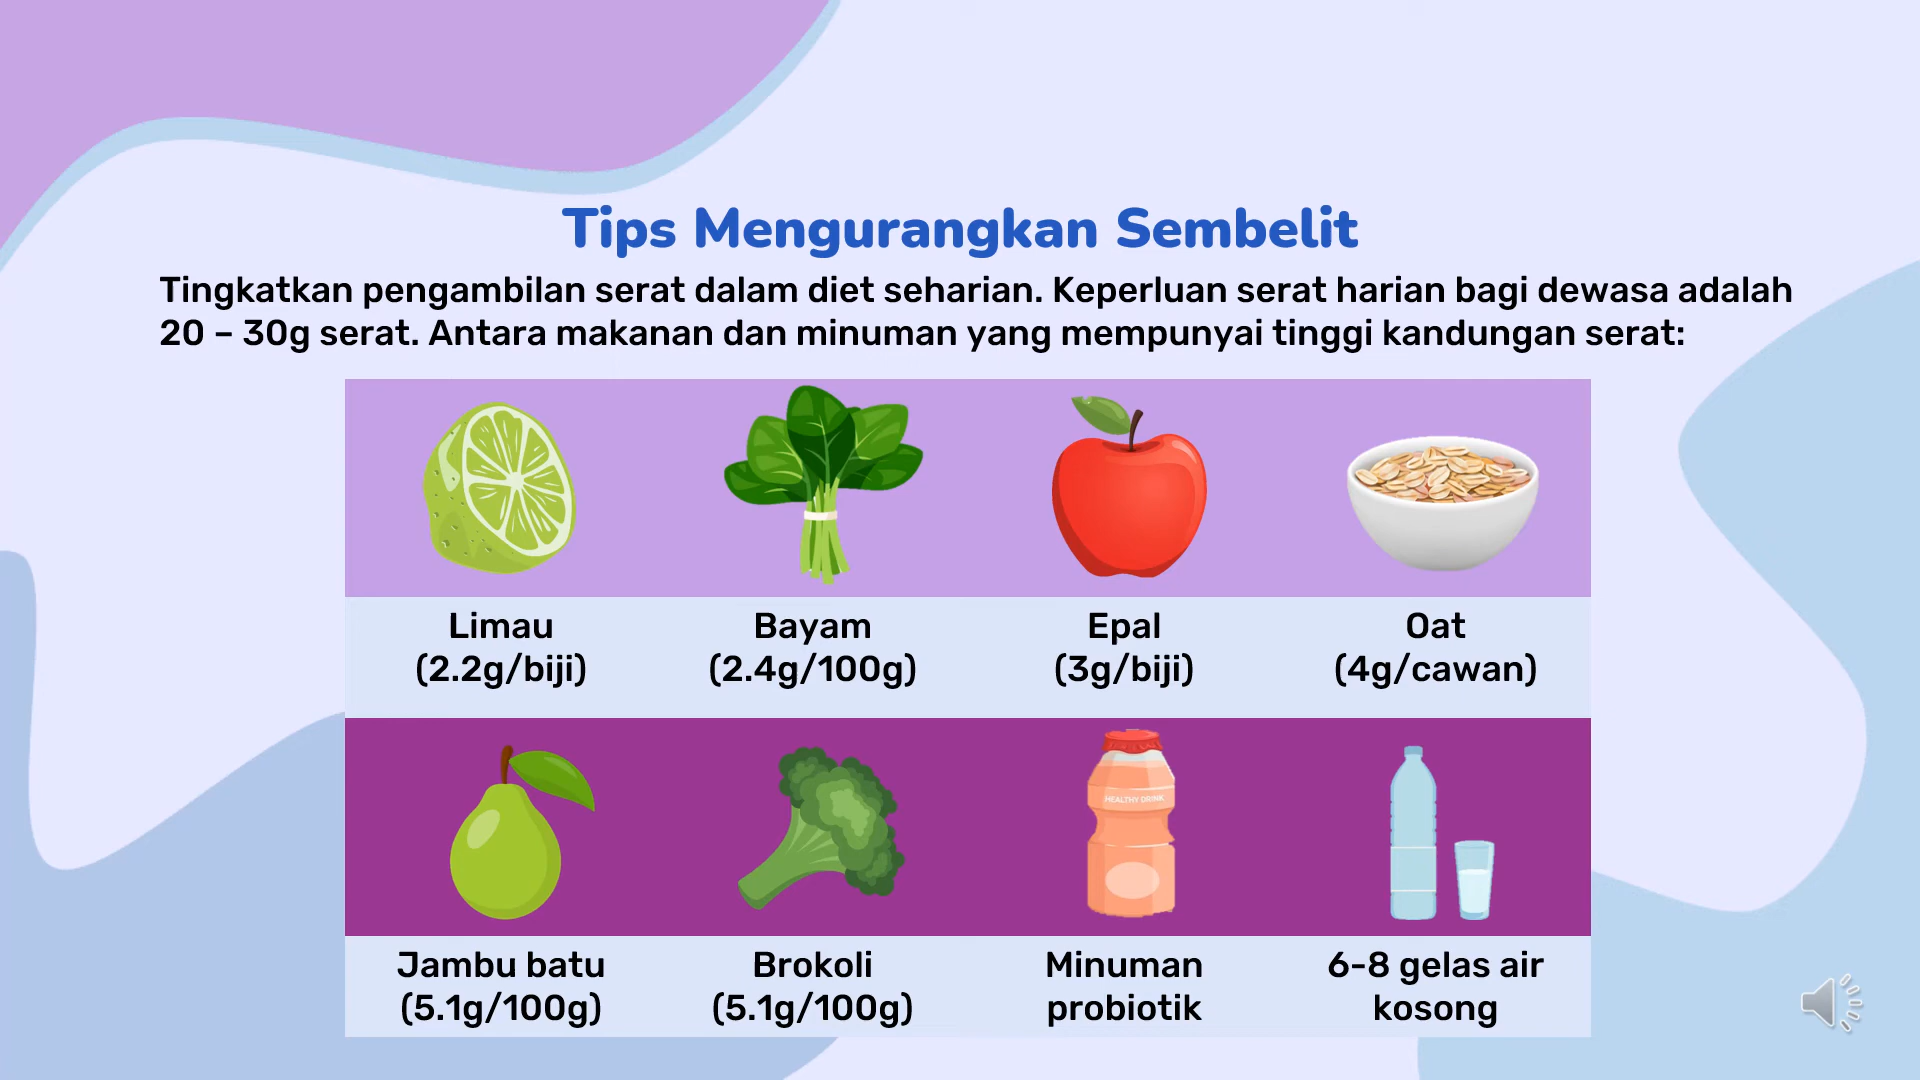 Tips Mengurangkan Sembelit
Tingkatkan pengambilan serat dalam diet seharian. Keperluan serat harian bagi dewasa adalah
20 – 30g serat. Antara makanan dan minuman yang mempunyai tinggi kandungan serat:
Limau
(2.2g/biji)
Bayam
(2.4g/100g)
Epal
(3g/biji)
Oat
(4g/cawan)
HEALTHY DRINK
Jambu batu
(5.1g/100g)
Brokoli
(5.1g/100g)
Minuman
probiotik
6-8 gelas air
kosong